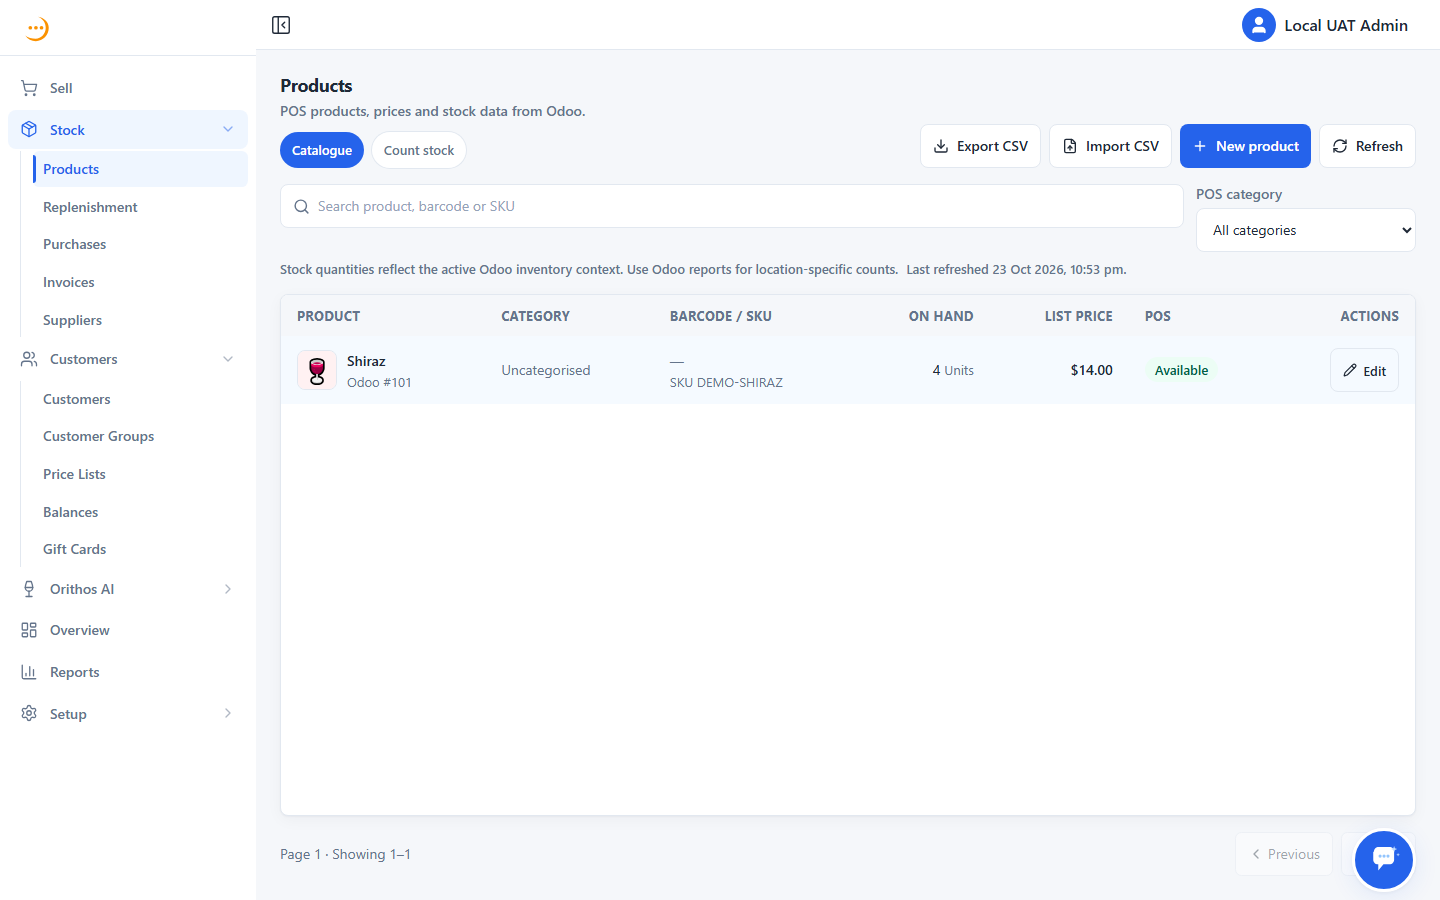 Local UAT Admin
Sell
Stock
Products
Replenishment
Purchases
Invoices
Suppliers
Customers
Customers
Customer Groups
Price Lists
Balances
Gift Cards
Orithos AI
Overview
Reports
Setup
Products
POS products, prices and stock data from Odoo.
Catalogue Count stock
Export CSV Import CSV New product Refresh
Search product, barcode or SKU
POS category
All categories
Stock quantities reflect the active Odoo inventory context. Use Odoo reports for location-specific counts. Last refreshed 23 Oct 2026, 10:53 pm.
PRODUCT CATEGORY BARCODE / SKU ON HAND LIST PRICE POS ACTIONS
Shiraz
Odoo #101
Uncategorised
—
SKU DEMO-SHIRAZ
4 Units
$14.00
Available
Edit
Page 1 · Showing 1–1
Previous